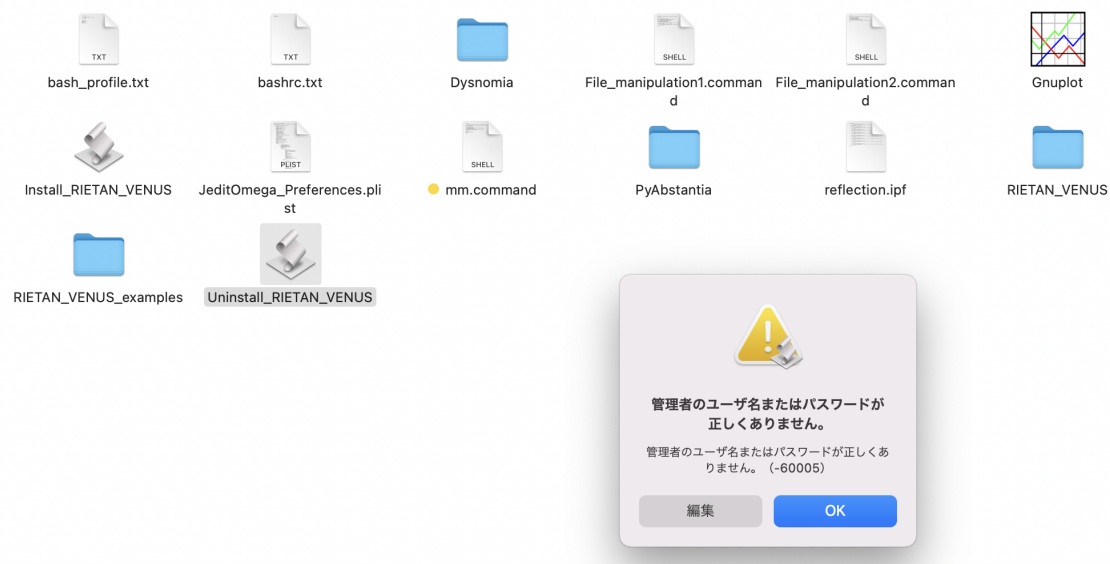 TXT
TXT
SHELL
SHELL
bash_profile.txt
bashrc.txt
Dysnomia
File_manipulation1.comman
d
File_manipulation2.comman
d
Gnuplot
PLIST
SHELL
Install_RIETAN_VENUS
JeditOmega_Preferences.pli
st
mm.command
PyAbstantia
reflection.ipf
RIETAN_VENUS
RIETAN_VENUS_examples
Uninstall_RIETAN_VENUS
管理者のユーザ名またはパスワードが
正しくありません。
管理者のユーザ名またはパスワードが正しくあ
りません。（-60005）
編集
OK